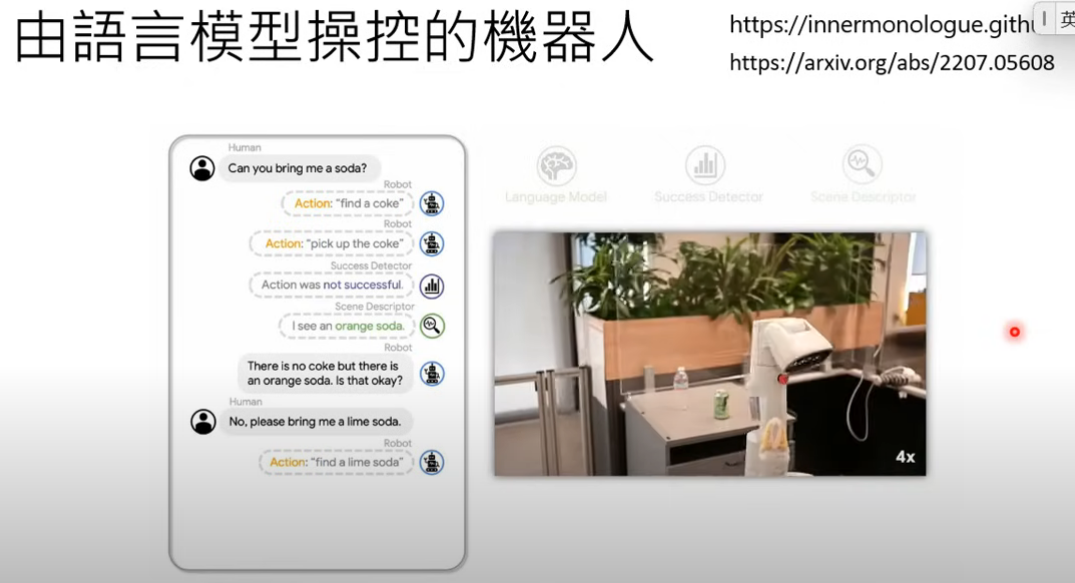 由語言模型操控的機器人
https://innermonologue.gith
英
https://arxiv.org/abs/2207.05608
Human
Can you bring me a soda?
Robot
Action: "find a coke"
Robot
Action: "pick up the coke"
Success Detector
Action was not successful.
Scene Descriptor
I see an orange soda.
Robot
There is no coke but there is
an orange soda. Is that okay?
Human
No, please bring me a lime soda.
Robot
Action: "find a lime soda"
Language Model
Success Detector
Scene Descriptor
4x